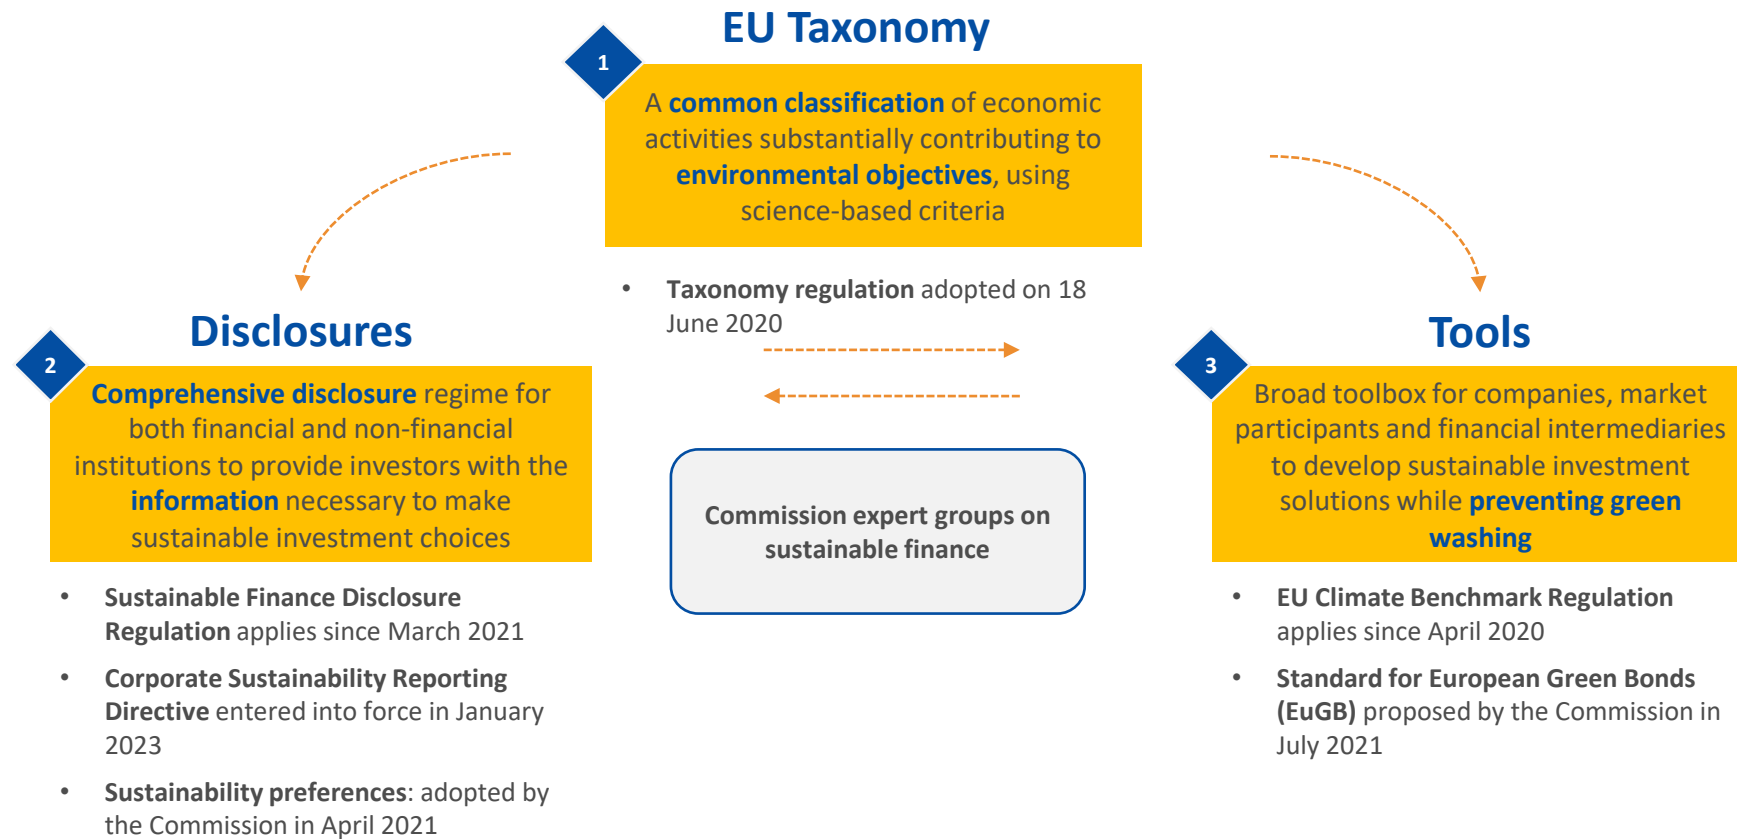 EU Taxonomy
1
A common classification of economic
activities substantially contributing to
environmental objectives, using
science-based criteria
• Taxonomy regulation adopted on 18
June 2020
Disclosures
2
Comprehensive disclosure regime for
both financial and non-financial
institutions to provide investors with the
information necessary to make
sustainable investment choices
• Sustainable Finance Disclosure
Regulation applies since March 2021
• Corporate Sustainability Reporting
Directive entered into force in January
2023
• Sustainability preferences: adopted by
the Commission in April 2021
Commission expert groups on
sustainable finance
Tools
3
Broad toolbox for companies, market
participants and financial intermediaries
to develop sustainable investment
solutions while preventing green
washing
• EU Climate Benchmark Regulation
applies since April 2020
• Standard for European Green Bonds
(EuGB) proposed by the Commission in
July 2021